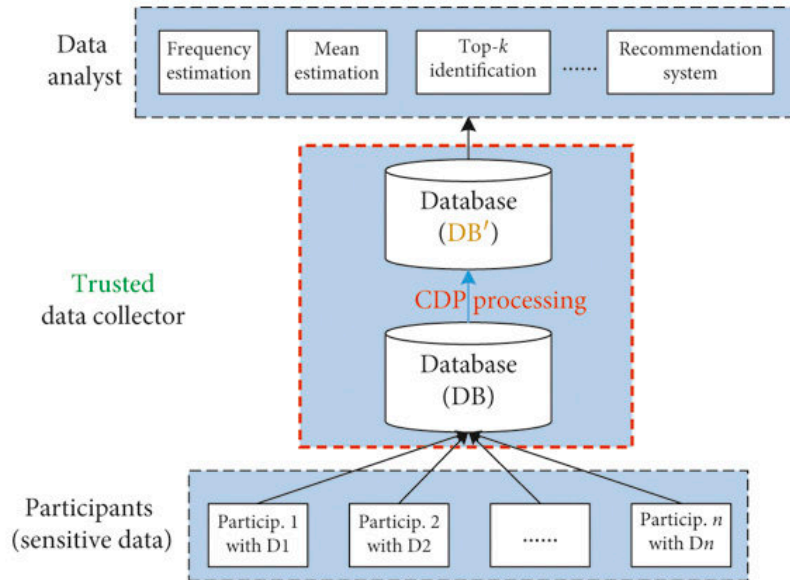 Data
analyst
Frequency
estimation
Mean
estimation
Top-k
identification
......
Recommendation
system
Database
(DB′)
Trusted
data collector
CDP processing
Database
(DB)
Participants
(sensitive data)
Particip. 1
with D1
Particip. 2
with D2
......
Particip. n
with Dn